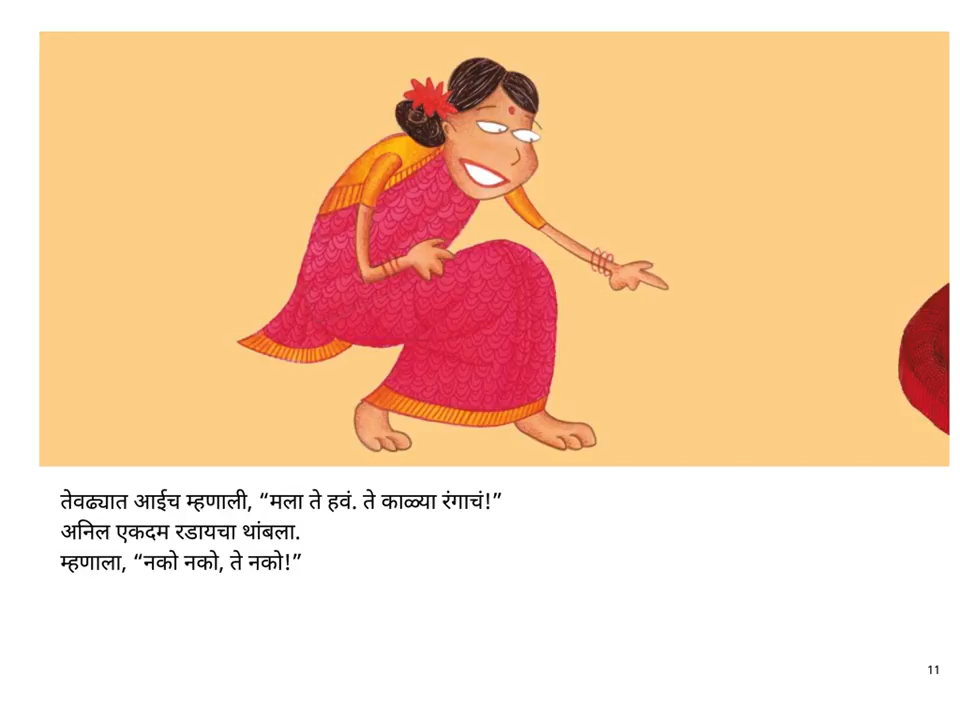 तेवढ्यात आईच म्हणाली, “मला ते हवं. ते काळ्या रंगाचं!”
अनिल एकदम रडायचा थांबला.
म्हणाला, “नको नको, ते नको!”
11